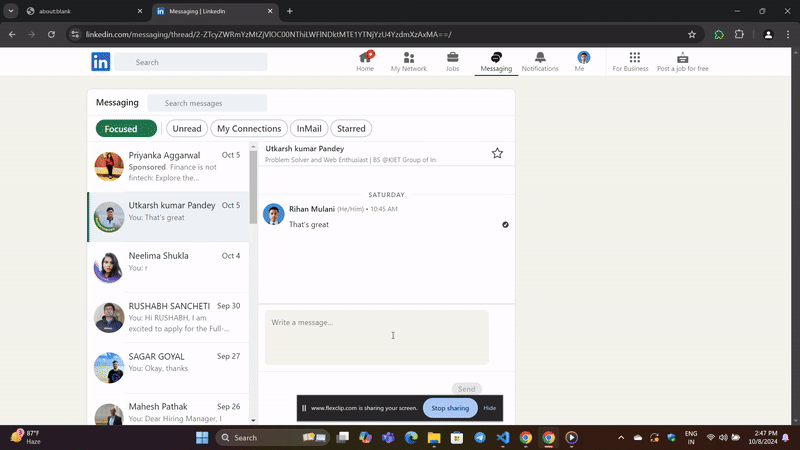 about:blank
Messaging | LinkedIn
linkedin.com/messaging/thread/2-ZTcyZWRmYzMtZjVlOC00NThiLWFlNDktMTE1YTNjYzU4YzdmXzAxMA==/
in
Search
Home
My Network
Jobs
Messaging
Notifications
Me
For Business
Post a job for free
Messaging
Search messages
Focused
Unread
My Connections
InMail
Starred
Priyanka Aggarwal
Oct 5
Sponsored Finance is not
fintech: Explore the...
Utkarsh kumar Pandey
Oct 5
You: That's great
Neelima Shukla
Oct 4
You: r
RUSHABH SANCHETI
Sep 30
You: Hi RUSHABH, I am
excited to apply for the Full-...
SAGAR GOYAL
Sep 27
You: Okay, thanks
Mahesh Pathak
Sep 26
You: Dear Hiring Manager, I
Utkarsh kumar Pandey
Problem Solver and Web Enthusiast | BS @KIET Group of In
SATURDAY
Rihan Mulani (He/Him) • 10:45 AM
That's great
Write a message...
Send
www.flexclip.com is sharing your screen.
Stop sharing
Hide
87°F
Haze
Search
ENG
IN
2:47 PM
10/8/2024